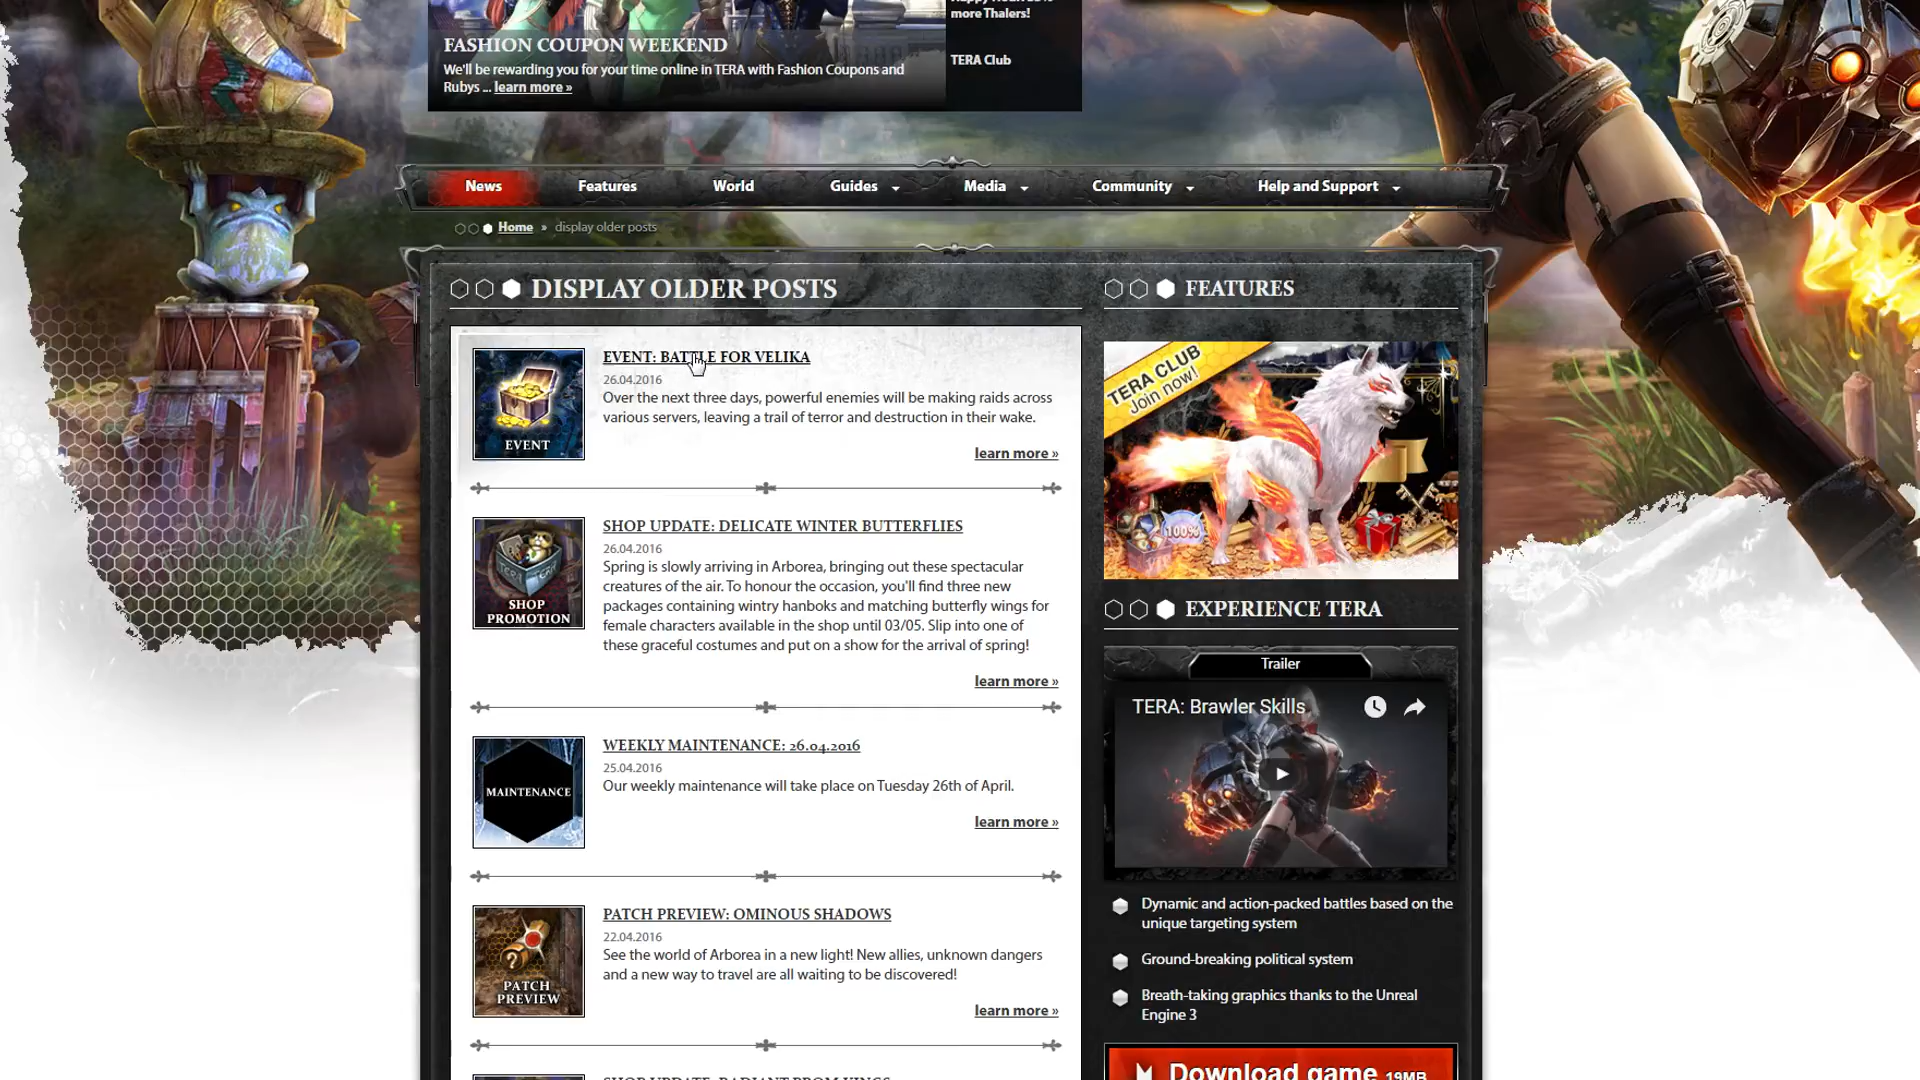 more Thalers!
FASHION COUPON WEEKEND
We'll be rewarding you for your time online in TERA with Fashion Coupons and
Rubys ... learn more »
TERA Club
News
Features
World
Guides
Media
Community
Help and Support
Home » display older posts
DISPLAY OLDER POSTS
EVENT: BATTLE FOR VELIKA
26.04.2016
Over the next three days, powerful enemies will be making raids across
various servers, leaving a trail of terror and destruction in their wake.
EVENT
learn more »
SHOP UPDATE: DELICATE WINTER BUTTERFLIES
26.04.2016
Spring is slowly arriving in Arborea, bringing out these spectacular
creatures of the air. To honour the occasion, you'll find three new
packages containing wintry hanboks and matching butterfly wings for
female characters available in the shop until 03/05. Slip into one of
these graceful costumes and put on a show for the arrival of spring!
TERA TERA
SHOP
PROMOTION
learn more »
WEEKLY MAINTENANCE: 26.04.2016
25.04.2016
Our weekly maintenance will take place on Tuesday 26th of April.
MAINTENANCE
learn more »
PATCH PREVIEW: OMINOUS SHADOWS
22.04.2016
See the world of Arborea in a new light! New allies, unknown dangers
and a new way to travel are all waiting to be discovered!
?
PATCH
PREVIEW
learn more »
FEATURES
TERA CLUB
Join now!
100%
EXPERIENCE TERA
Trailer
TERA: Brawler Skills
Dynamic and action-packed battles based on the
unique targeting system
Ground-breaking political system
Breath-taking graphics thanks to the Unreal
Engine 3
Download game 19MB